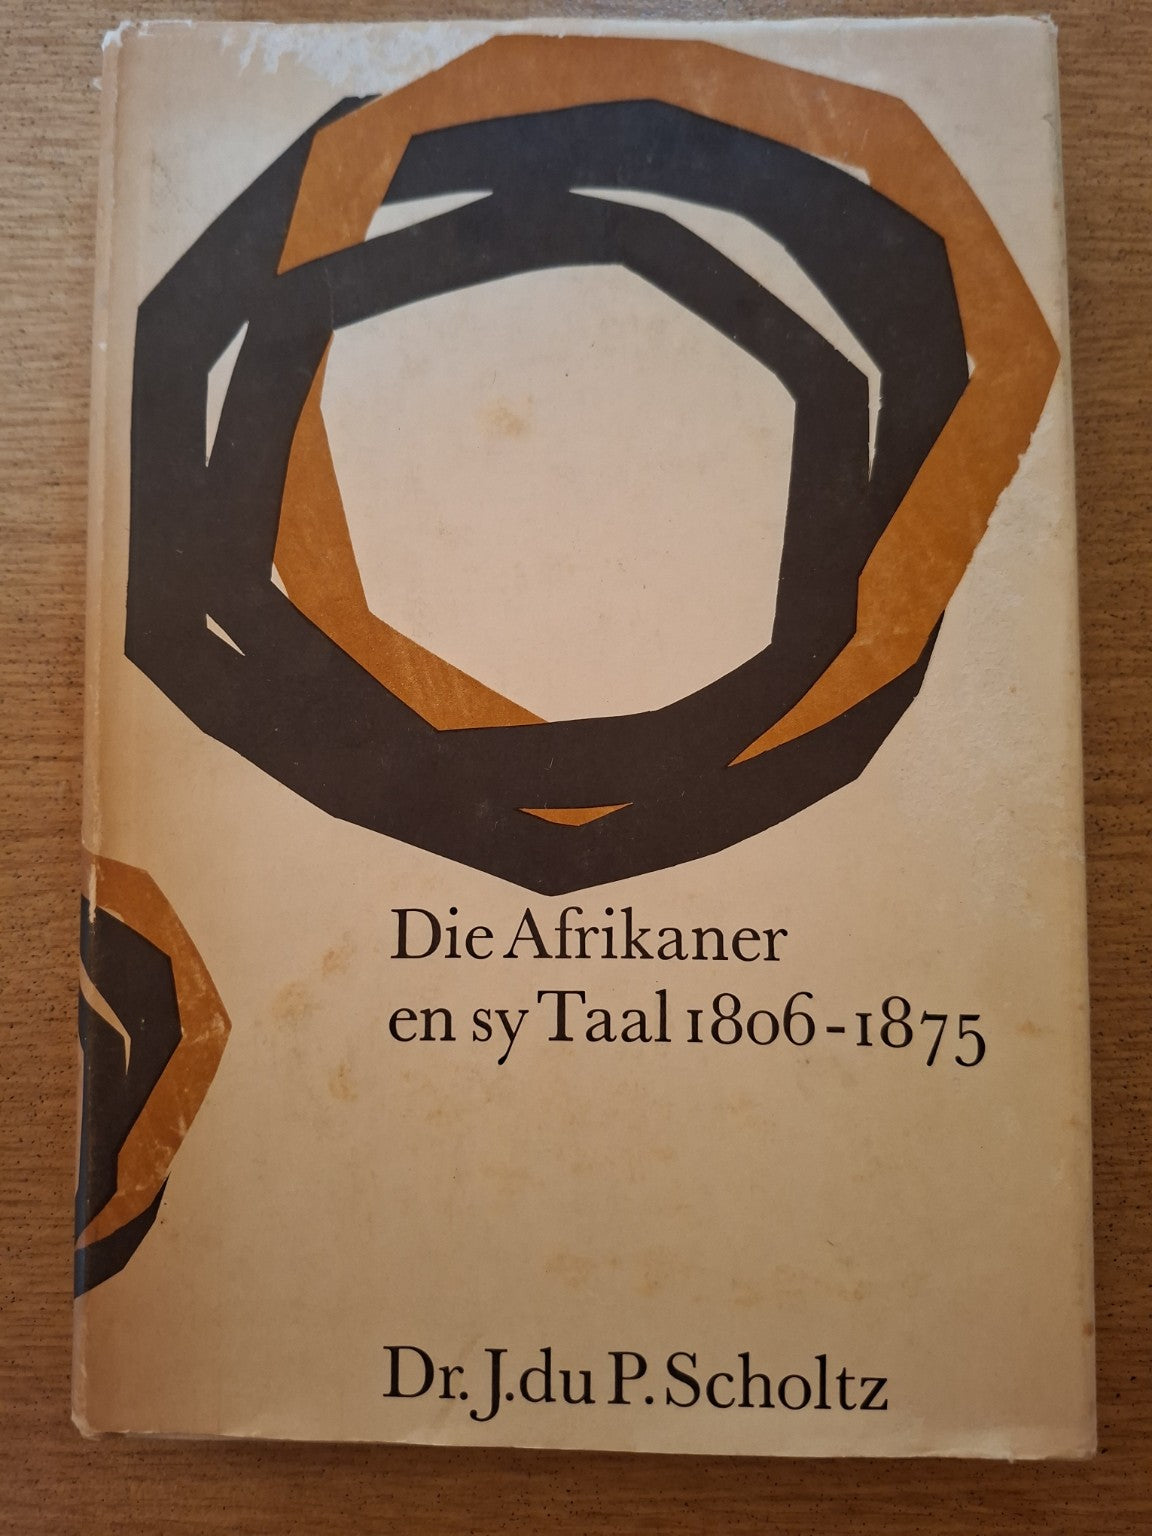 Die Afrikaner
en sy Taal 1806-1875
Dr. J. du P. Scholtz